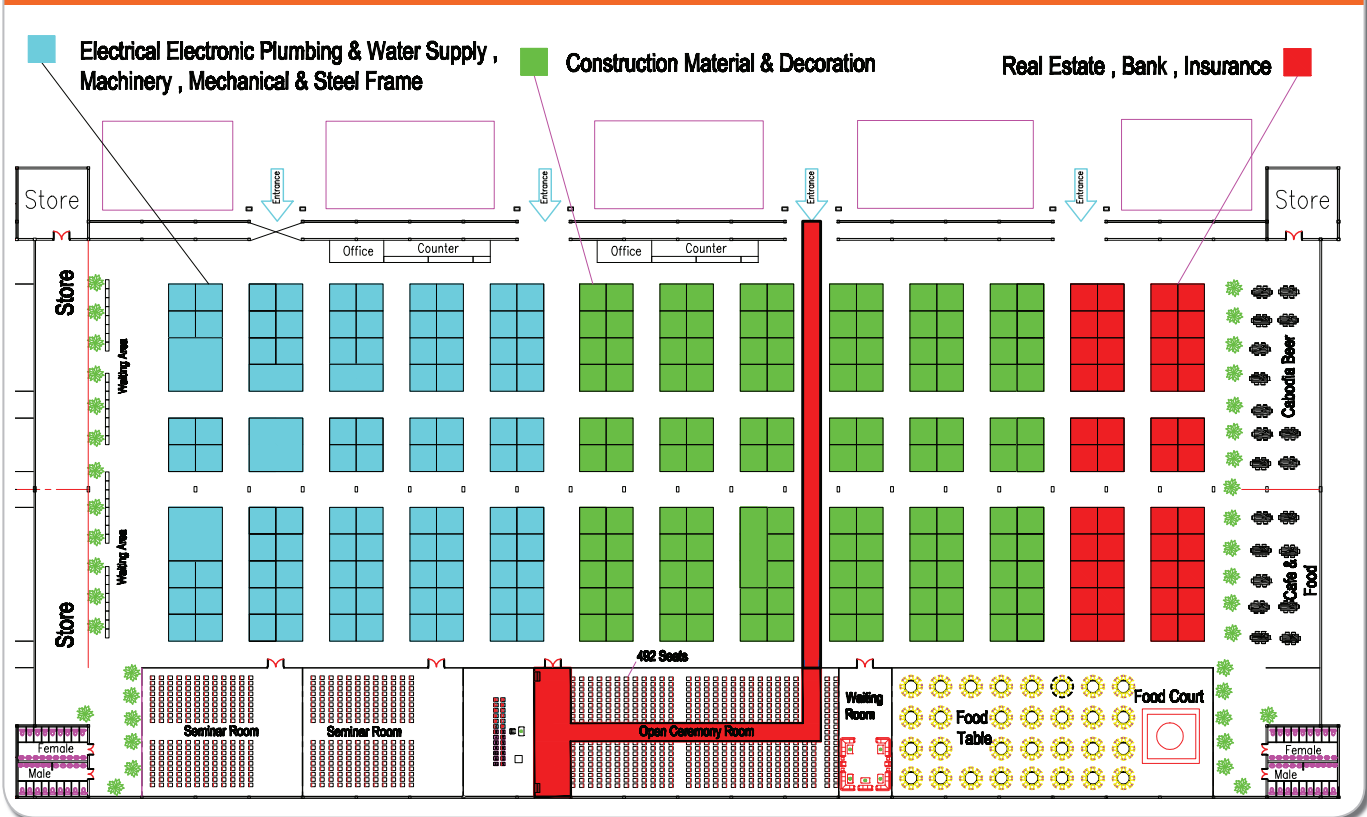 Electrical Electronic Plumbing & Water Supply ,
Machinery , Mechanical & Steel Frame
Construction Material & Decoration
Real Estate , Bank , Insurance
Store
Entrance
Entrance
Entrance
Entrance
Store
Office
Counter
Office
Counter
Store
Waiting Area
Cabodia Beer
Waiting Area
Store
Cafe &
Food
492 Seats
Seminar Room
Seminar Room
Open Ceremony Room
Waiting
Room
Food
Table
Food Court
Female
Male
Female
Male